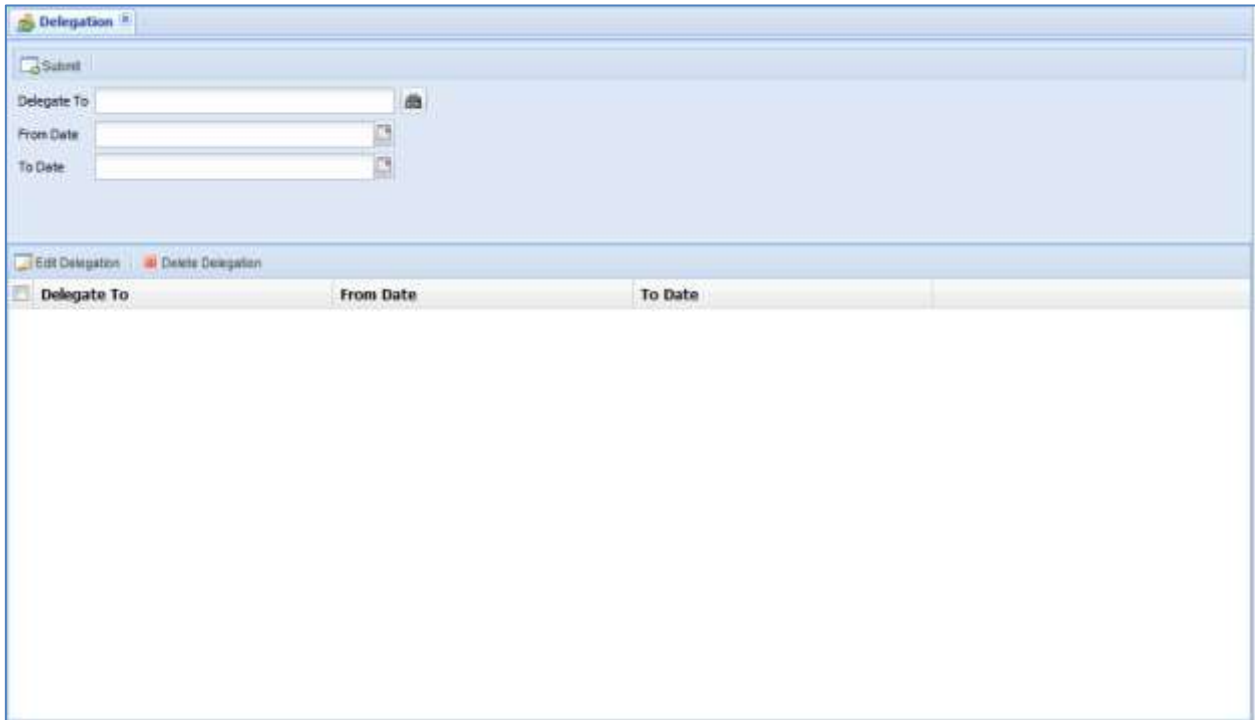 Delegation
Submit
Delegate To
From Date
To Date
Edit Delegation Delete Delegation
Delegate To From Date To Date